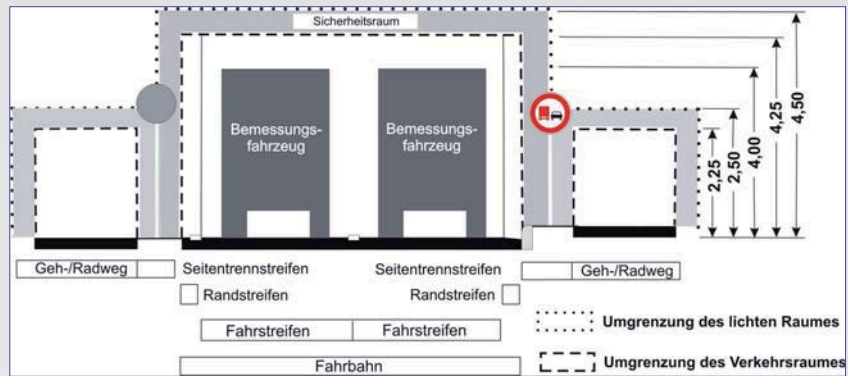 Sicherheitsraum
Bemessungs-
fahrzeug
Bemessungs-
fahrzeug
2,25
2,50
4,00
4,25
4,50
Geh-/Radweg
Seitentrennstreifen
Seitentrennstreifen
Geh-/Radweg
Randstreifen
Randstreifen
Fahrstreifen
Fahrstreifen
Fahrbahn
Umgrenzung des lichten Raumes
Umgrenzung des Verkehrsraumes